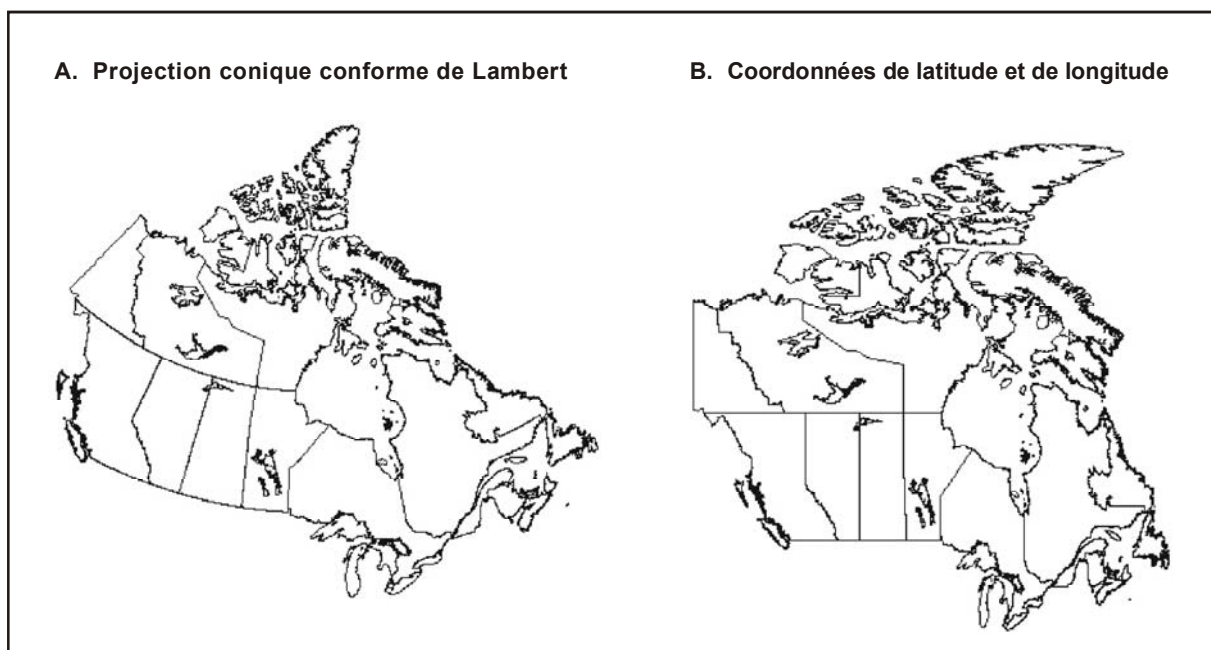 A. Projection conique conforme de Lambert
B. Coordonnées de latitude et de longitude